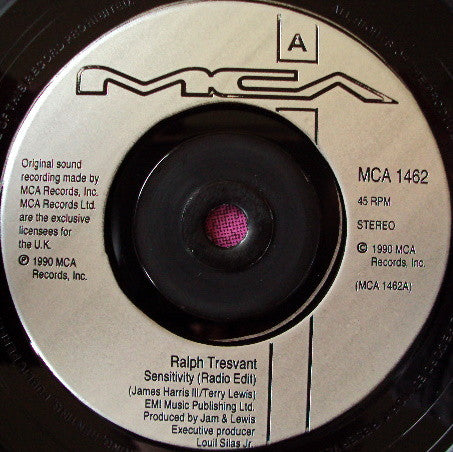 A
MCA
Original sound
recording made by
MCA Records, Inc.
MCA Records Ltd.
are the exclusive
licensees for
the U.K.
℗ 1990 MCA
Records, Inc.
MCA 1462
45 RPM
STEREO
© 1990 MCA
Records, Inc.
(MCA 1462A)
Ralph Tresvant
Sensitivity (Radio Edit)
(James Harris III/Terry Lewis)
EMI Music Publishing Ltd.
Produced by Jam & Lewis
Executive producer
Louil Silas Jr.